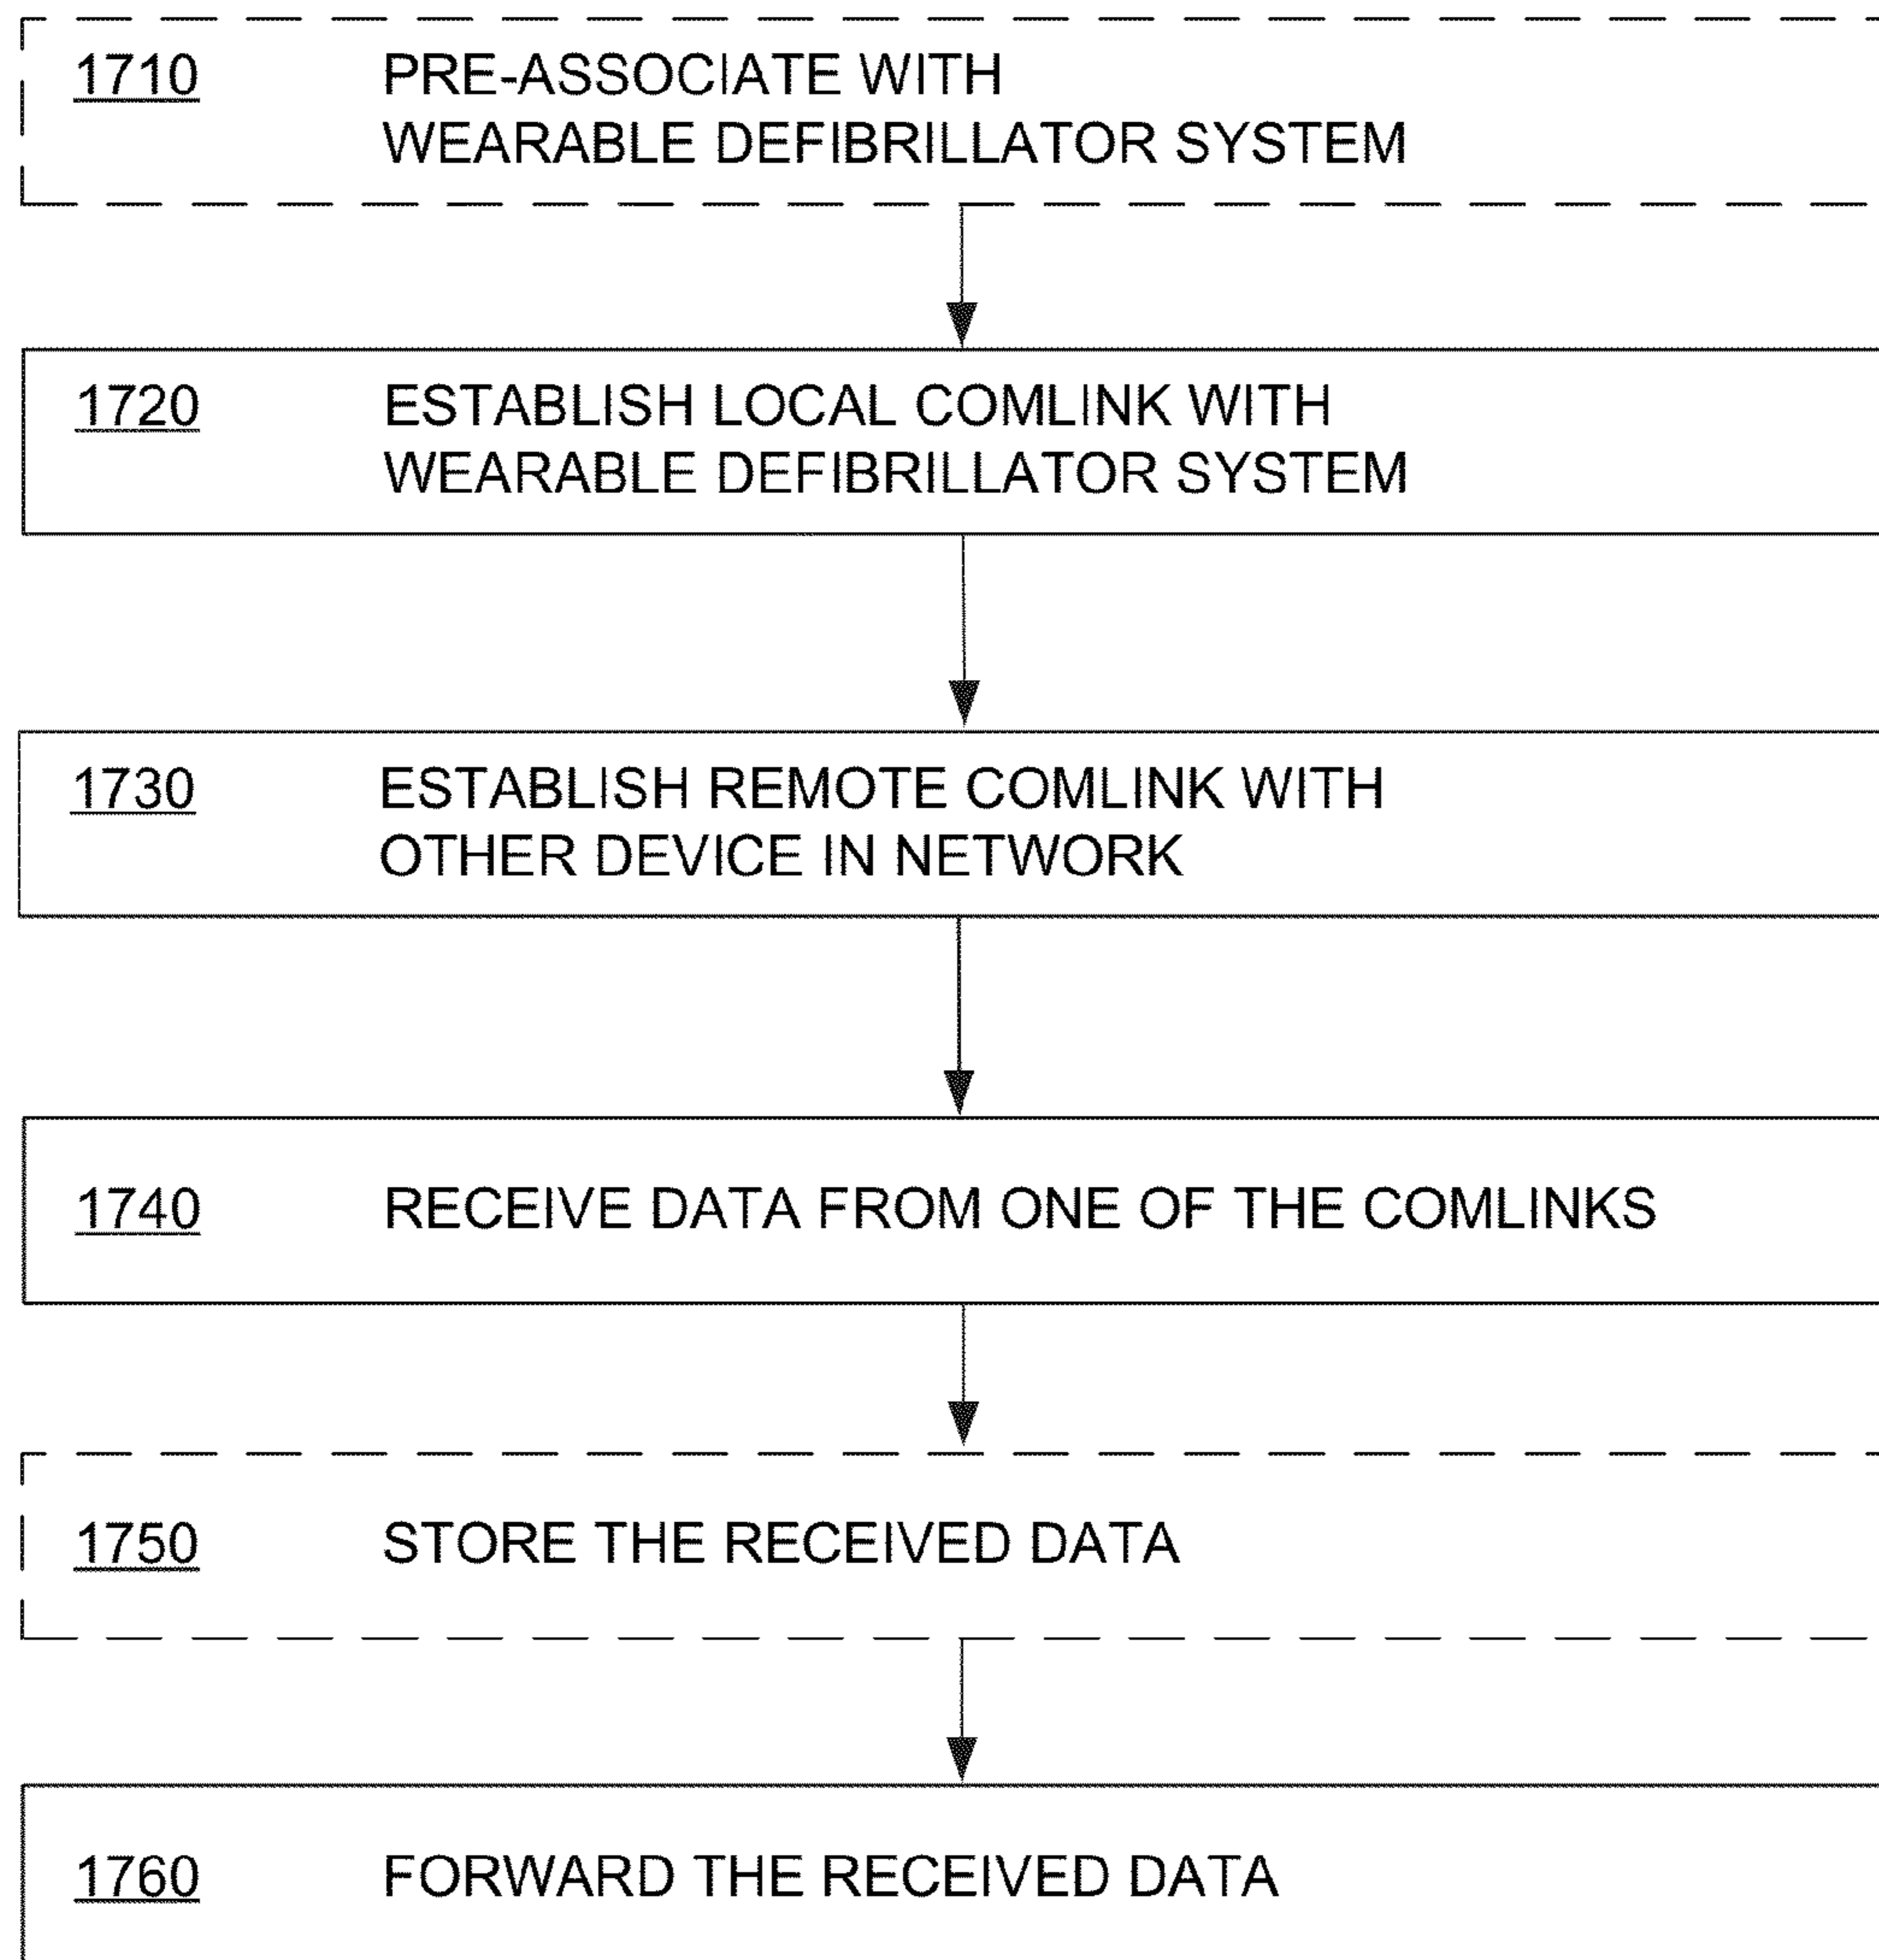 1710 PRE-ASSOCIATE WITH
WEARABLE DEFIBRILLATOR SYSTEM
1720 ESTABLISH LOCAL COMLINK WITH
WEARABLE DEFIBRILLATOR SYSTEM
1730 ESTABLISH REMOTE COMLINK WITH
OTHER DEVICE IN NETWORK
1740 RECEIVE DATA FROM ONE OF THE COMLINKS
1750 STORE THE RECEIVED DATA
1760 FORWARD THE RECEIVED DATA